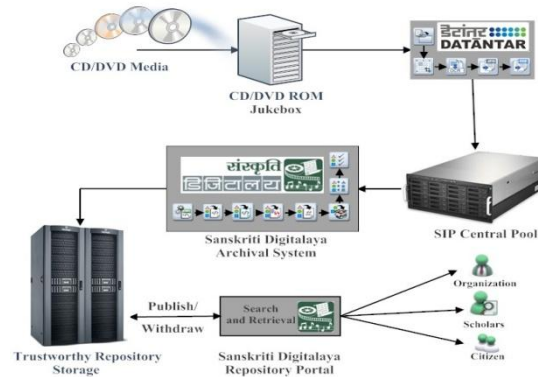 CD/DVD Media
CD/DVD ROM
Jukebox
डेटांतर
DATĀNTAR
SIP Central Pool
संस्कृति
डिजिटालय
Sanskriti Digitalaya
Archival System
Trustworthy Repository
Storage
Publish/
Withdraw
Search
and Retrieval
Sanskriti Digitalaya
Repository Portal
Organization
Scholars
Citizen